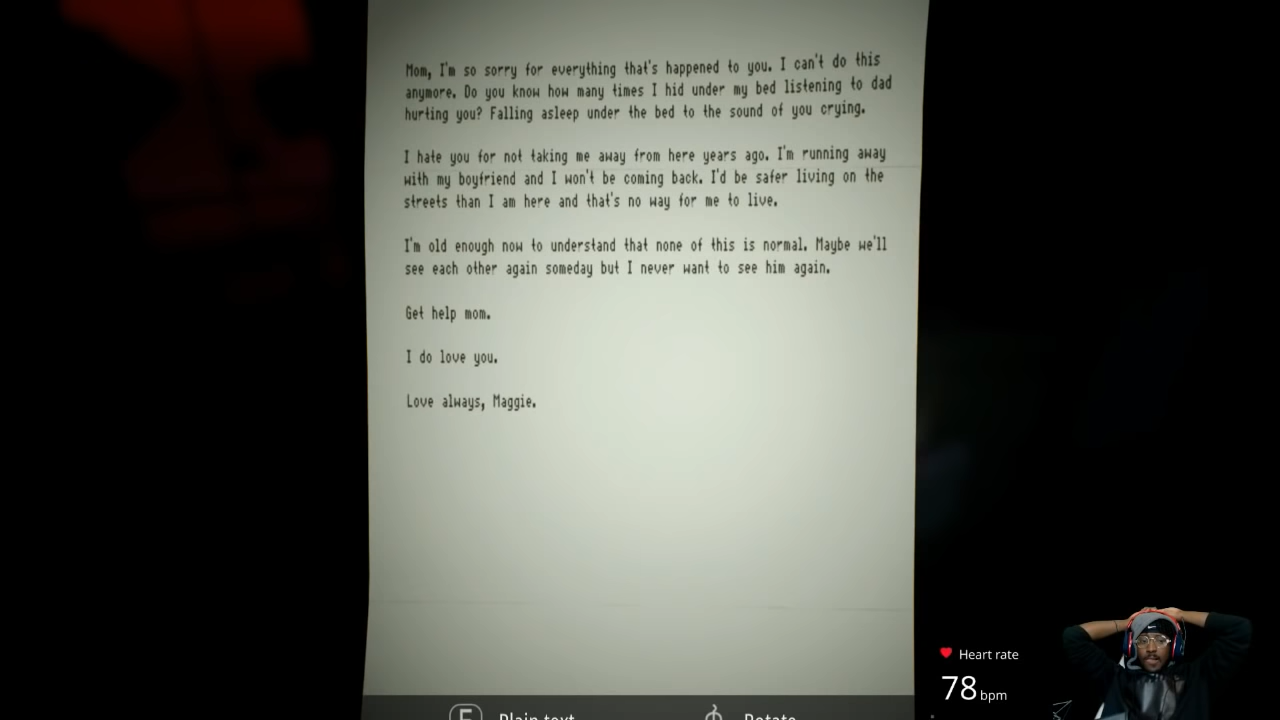 Mom, I'm so sorry for everything that's happened to you. I can't do this
anymore. Do you know how many times I hid under my bed listening to dad
hurting you? Falling asleep under the bed to the sound of you crying.
I hate you for not taking me away from here years ago. I'm running away
with my boyfriend and I won't be coming back. I'd be safer living on the
streets than I am here and that's no way for me to live.
I'm old enough now to understand that none of this is normal. Maybe we'll
see each other again someday but I never want to see him again.
Get help mom.
I do love you.
Love always, Maggie.
Heart rate
78 bpm
Plain text Rotate